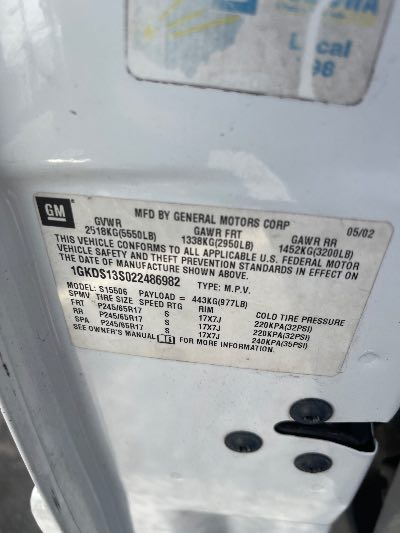 Local
98
GM
MFD BY GENERAL MOTORS CORP 05/02
GVWR GAWR FRT GAWR RR
2518KG(5550LB) 1338KG(2950LB) 1452KG(3200LB)
THIS VEHICLE CONFORMS TO ALL APPLICABLE U.S. FEDERAL MOTOR
VEHICLE SAFETY AND THEFT PREVENTION STANDARDS IN EFFECT ON
THE DATE OF MANUFACTURE SHOWN ABOVE.
1GKDS13S022486982 TYPE: M.P.V.
MODEL: S15506 PAYLOAD = 443KG(977LB)
SPMV TIRE SIZE SPEED RTG RIM COLD TIRE PRESSURE
FRT P245/65R17 S 17X7J 220KPA(32PSI)
RR P245/65R17 S 17X7J 220KPA(32PSI)
SPA P245/65R17 S 17X7J 240KPA(35PSI)
SEE OWNER'S MANUAL FOR MORE INFORMATION.